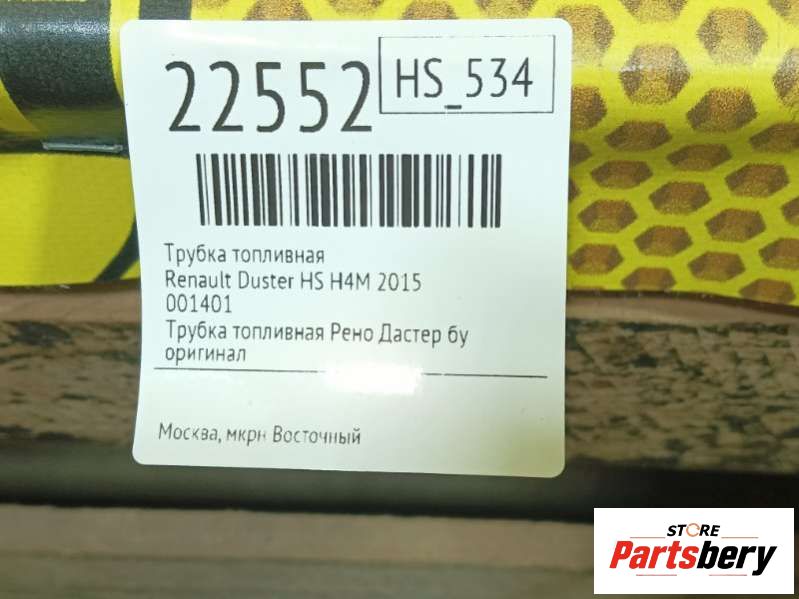 22552
HS_534
Трубка топливная
Renault Duster HS H4M 2015
001401
Трубка топливная Рено Дастер бу
оригинал
Москва, мкрн Восточный
STORE
Partsbery